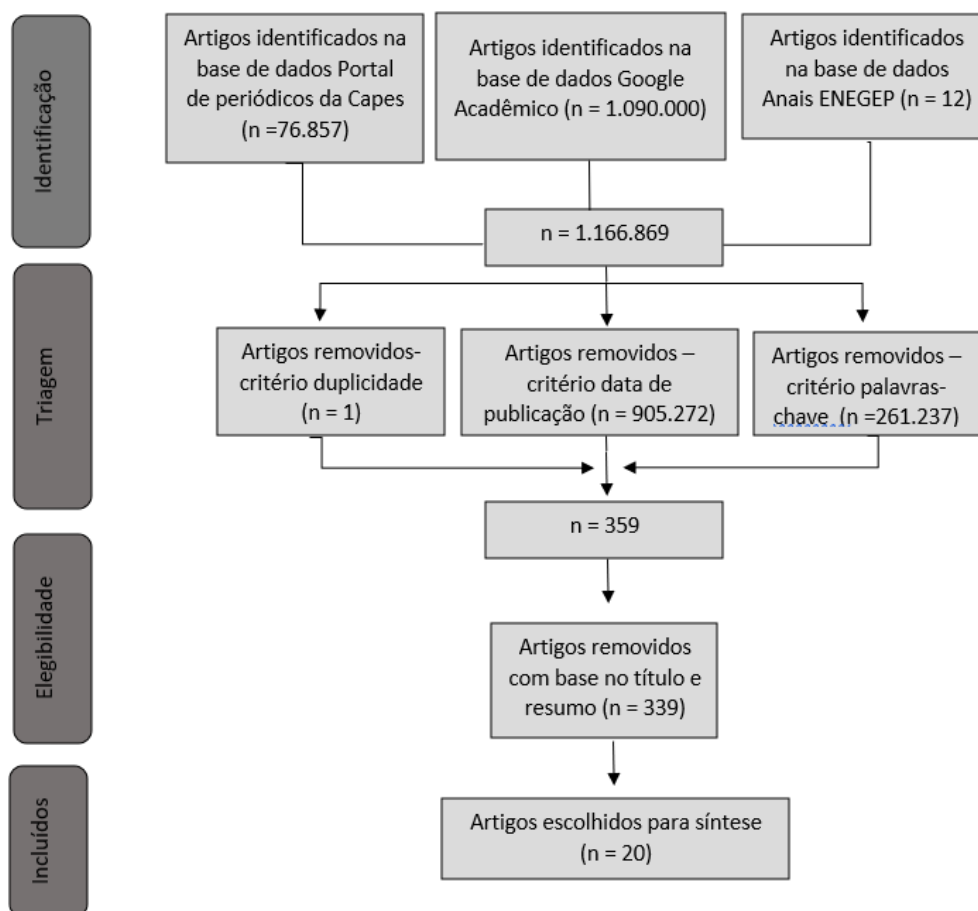 Identificação
Artigos identificados na
base de dados Portal
de periódicos da Capes
(n =76.857)
Artigos identificados na
base de dados Google
Acadêmico (n = 1.090.000)
Artigos identificados
na base de dados
Anais ENEGEP (n = 12)
n = 1.166.869
Triagem
Artigos removidos-
critério duplicidade
(n = 1)
Artigos removidos –
critério data de
publicação (n = 905.272)
Artigos removidos –
critério palavras-
chave (n =261.237)
n = 359
Elegibilidade
Artigos removidos
com base no título e
resumo (n = 339)
Incluídos
Artigos escolhidos para síntese
(n = 20)